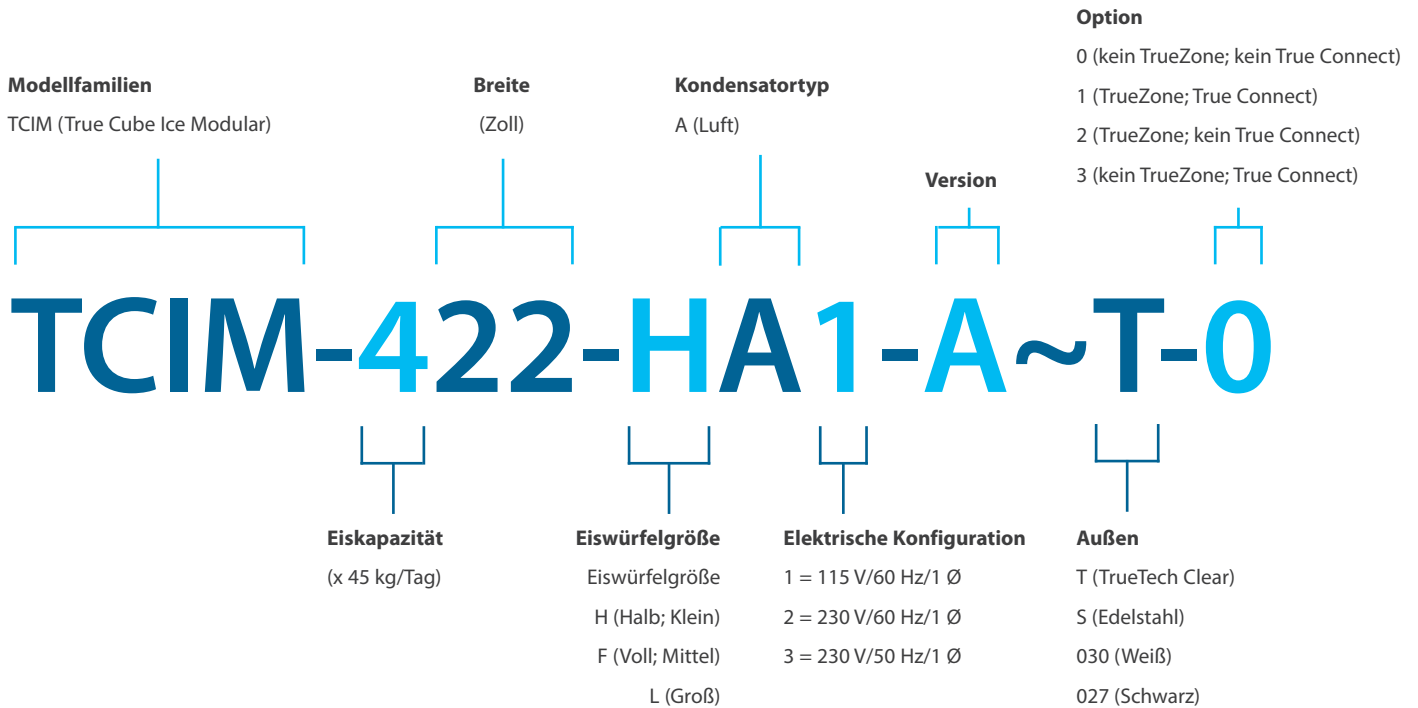 Option
0 (kein TrueZone; kein True Connect)
1 (TrueZone; True Connect)
2 (TrueZone; kein True Connect)
3 (kein TrueZone; True Connect)
Modellfamilien
TCIM (True Cube Ice Modular)
Breite
(Zoll)
Kondensatortyp
A (Luft)
Version
TCIM-422-HA1-A~T-0
Eiskapazität
(x 45 kg/Tag)
Eiswürfelgröße
Eiswürfelgröße
H (Halb; Klein)
F (Voll; Mittel)
L (Groß)
Elektrische Konfiguration
1 = 115 V/60 Hz/1 Ø
2 = 230 V/60 Hz/1 Ø
3 = 230 V/50 Hz/1 Ø
Außen
T (TrueTech Clear)
S (Edelstahl)
030 (Weiß)
027 (Schwarz)